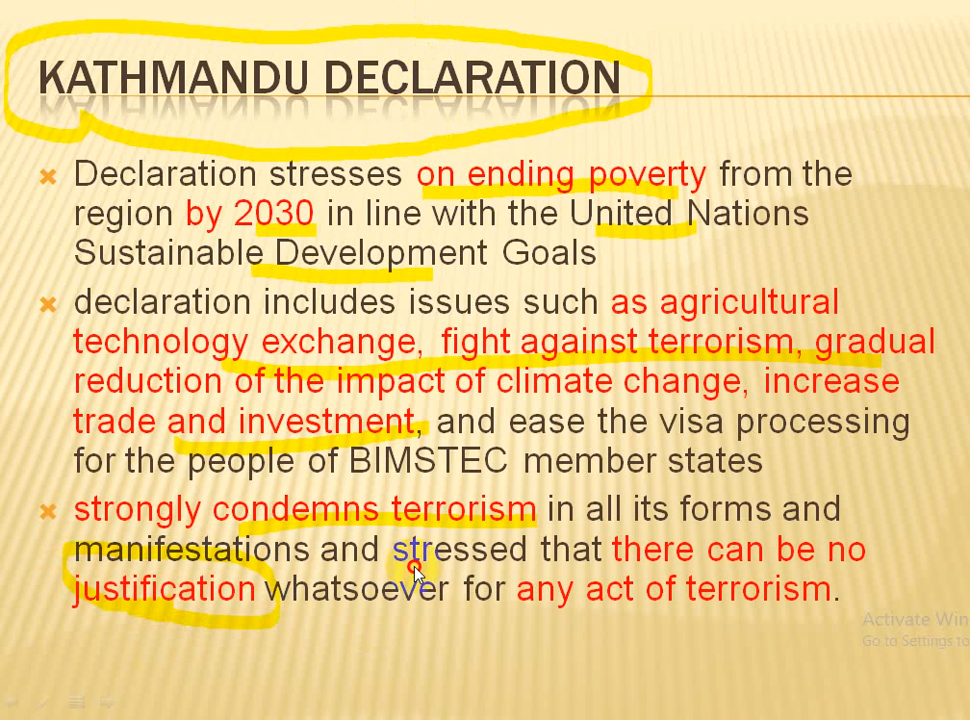 KATHMANDU DECLARATION
Declaration stresses on ending poverty from the
region by 2030 in line with the United Nations
Sustainable Development Goals
declaration includes issues such as agricultural
technology exchange, fight against terrorism, gradual
reduction of the impact of climate change, increase
trade and investment, and ease the visa processing
for the people of BIMSTEC member states
strongly condemns terrorism in all its forms and
manifestations and stressed that there can be no
justification whatsoever for any act of terrorism.
Activate Win
Go to Settings to